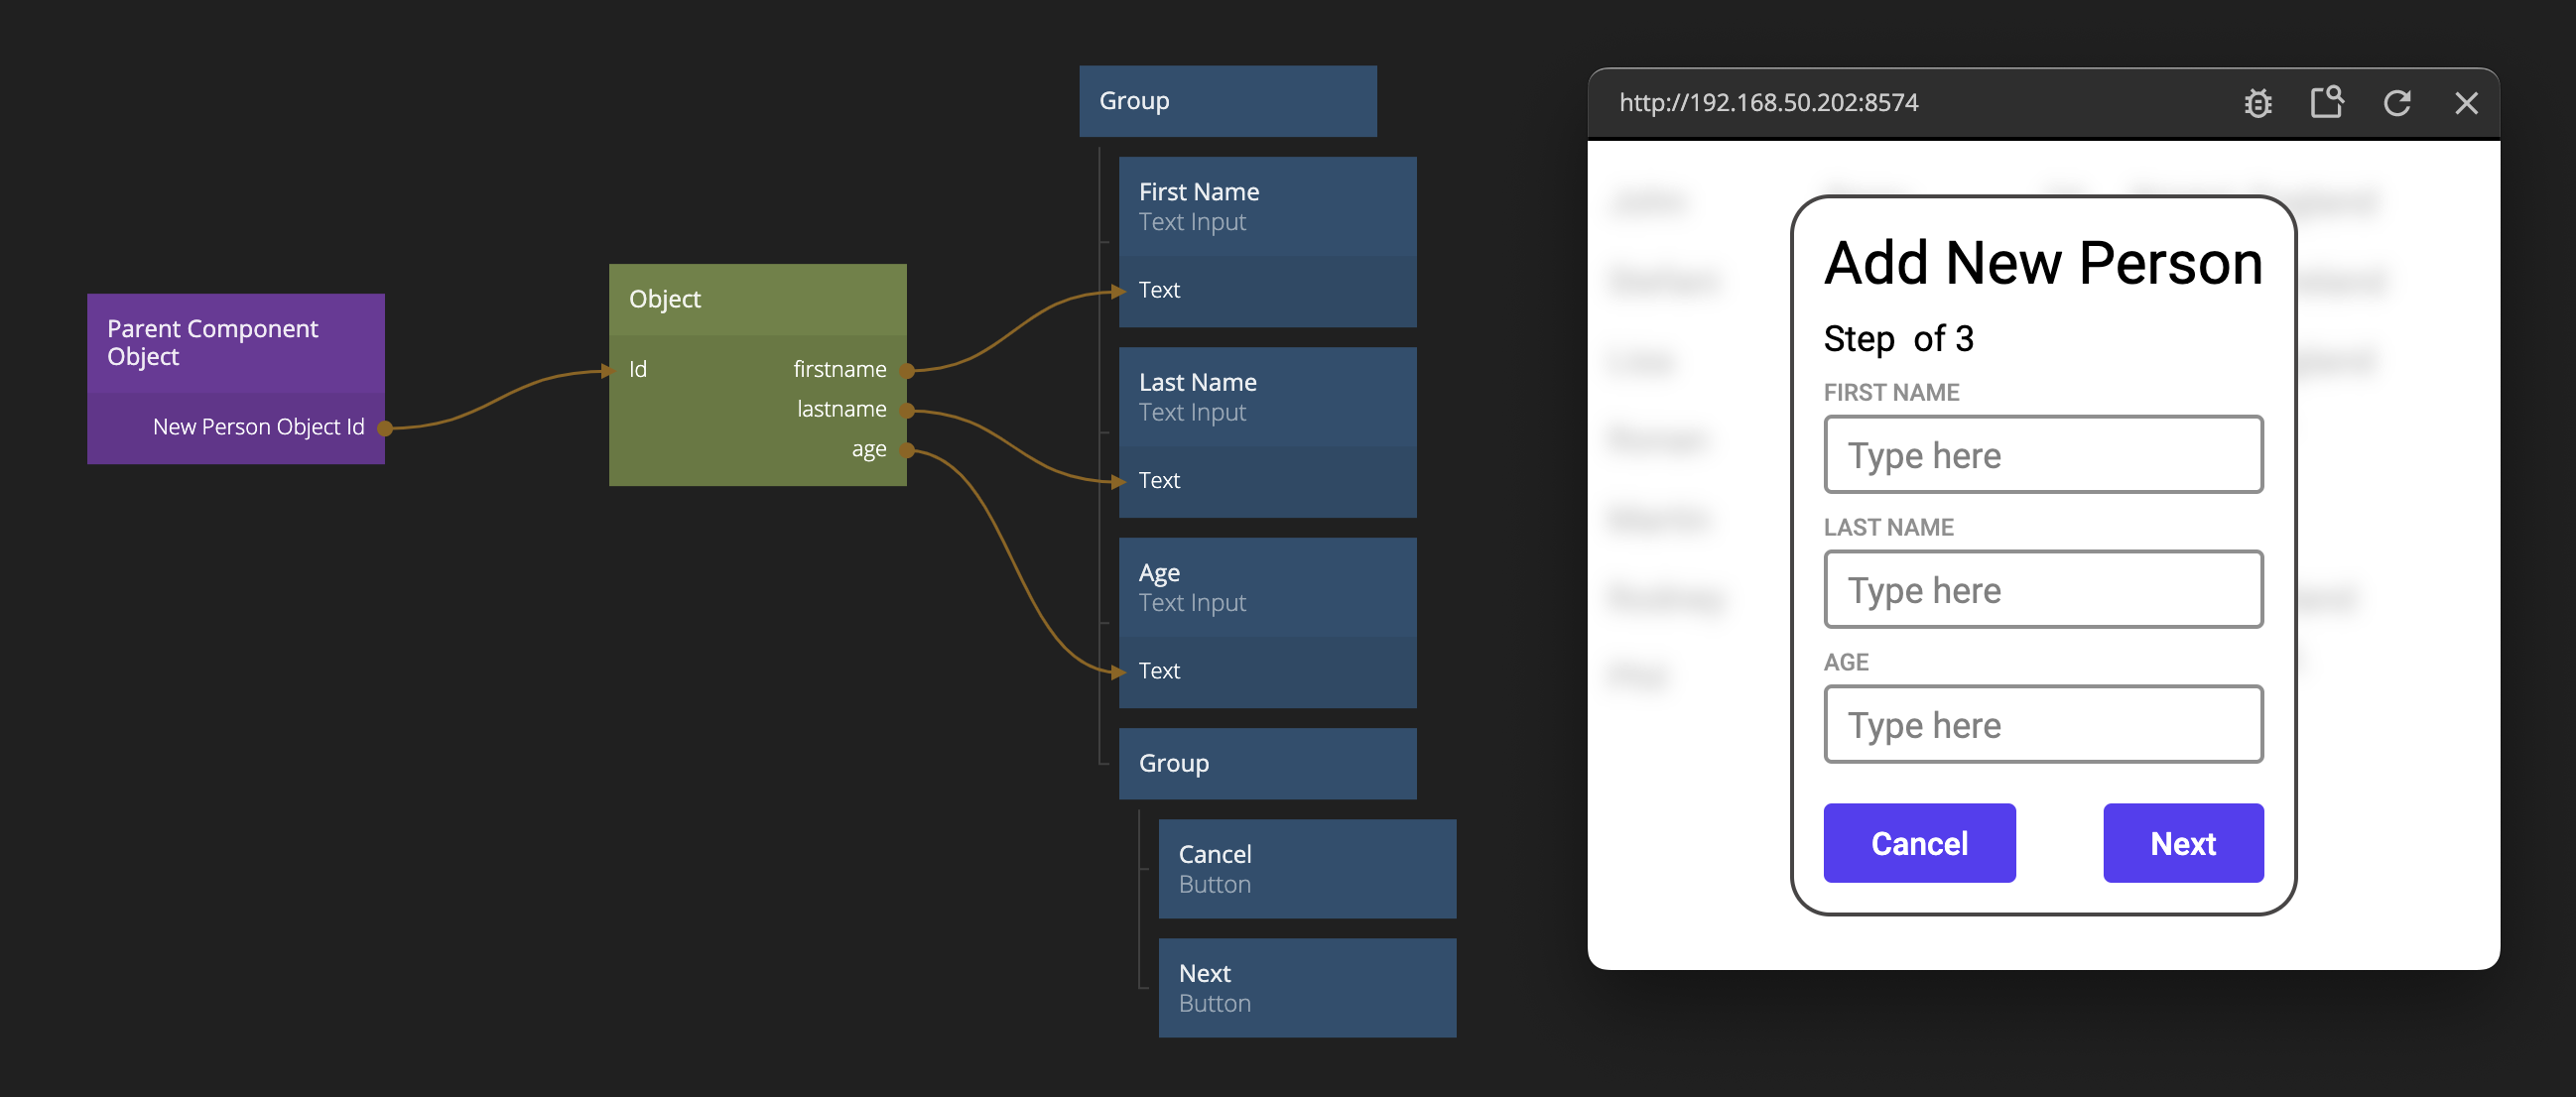 Parent Component
Object
New Person Object Id
Object
Id
firstname
lastname
age
Group
First Name
Text Input
Text
Last Name
Text Input
Text
Age
Text Input
Text
Group
Cancel
Button
Next
Button
http://192.168.50.202:8574
Add New Person
Step of 3
FIRST NAME
Type here
LAST NAME
Type here
AGE
Type here
Cancel
Next